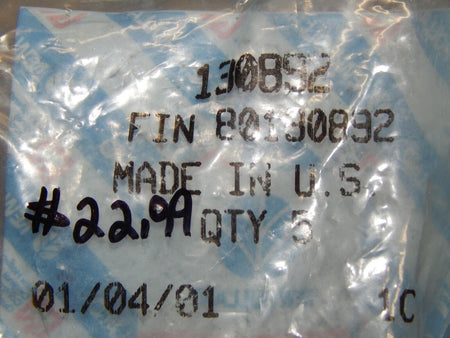 130892
FIN 80130892
MADE IN U.S.
#22.99 QTY 5
01/04/01 1C